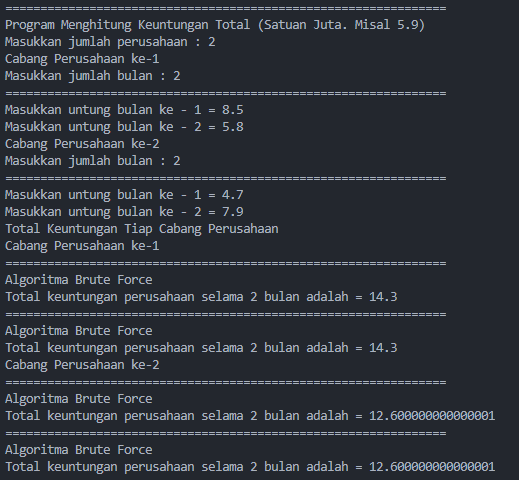 ===========================================================
Program Menghitung Keuntungan Total (Satuan Juta. Misal 5.9)
Masukkan jumlah perusahaan : 2
Cabang Perusahaan ke-1
Masukkan jumlah bulan : 2
===========================================================
Masukkan untung bulan ke - 1 = 8.5
Masukkan untung bulan ke - 2 = 5.8
Cabang Perusahaan ke-2
Masukkan jumlah bulan : 2
===========================================================
Masukkan untung bulan ke - 1 = 4.7
Masukkan untung bulan ke - 2 = 7.9
Total Keuntungan Tiap Cabang Perusahaan
Cabang Perusahaan ke-1
===========================================================
Algoritma Brute Force
Total keuntungan perusahaan selama 2 bulan adalah = 14.3
===========================================================
Algoritma Brute Force
Total keuntungan perusahaan selama 2 bulan adalah = 14.3
Cabang Perusahaan ke-2
===========================================================
Algoritma Brute Force
Total keuntungan perusahaan selama 2 bulan adalah = 12.600000000000001
===========================================================
Algoritma Brute Force
Total keuntungan perusahaan selama 2 bulan adalah = 12.600000000000001